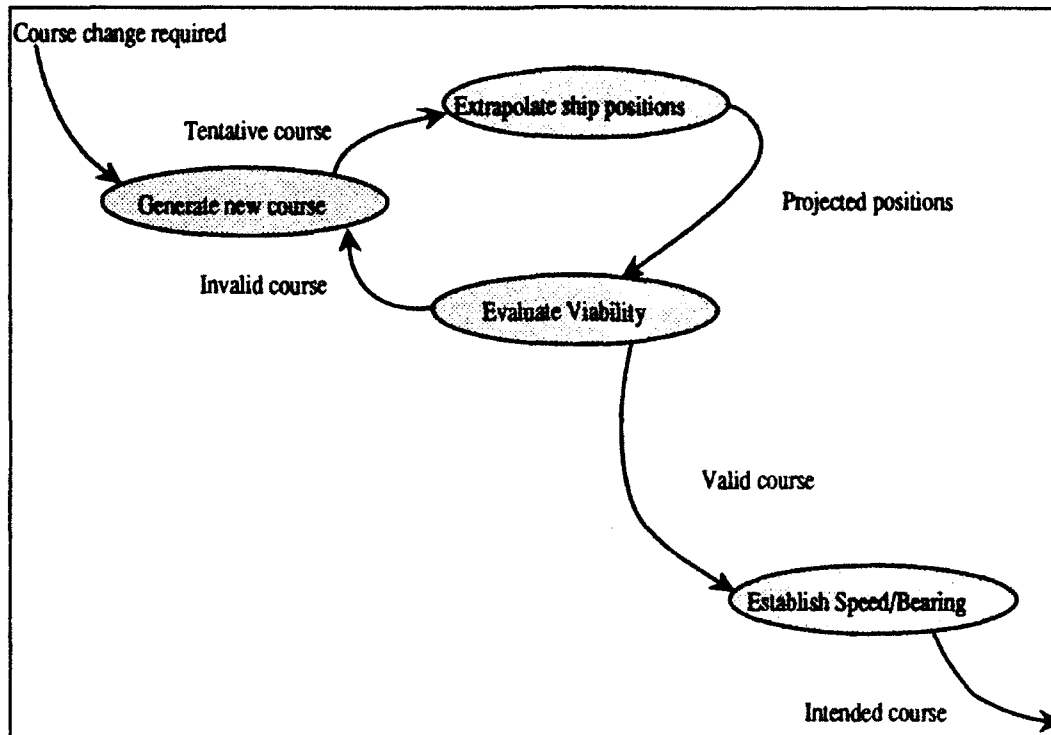 Course change required
Extrapolate ship positions
Tentative course
Generate new course
Projected positions
Invalid course
Evaluate Viability
Valid course
Establish Speed/Bearing
Intended course